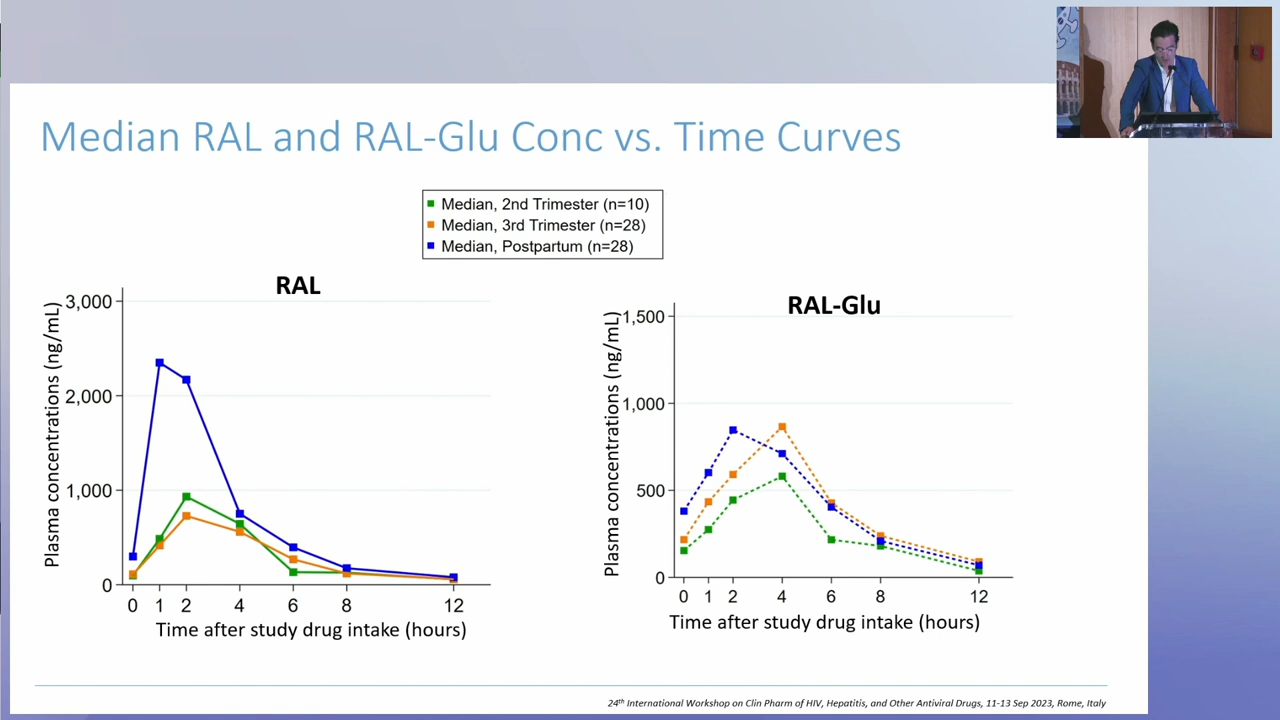 Median RAL and RAL-Glu Conc vs. Time Curves
Median, 2nd Trimester (n=10)
Median, 3rd Trimester (n=28)
Median, Postpartum (n=28)
RAL
Plasma concentrations (ng/mL)
3,000
2,000
1,000
0
0 1 2 4 6 8 12
Time after study drug intake (hours)
RAL-Glu
Plasma concentrations (ng/mL)
1,500
1,000
500
0
0 1 2 4 6 8 12
Time after study drug intake (hours)
24th International Workshop on Clin Pharm of HIV, Hepatitis, and Other Antiviral Drugs, 11-13 Sep 2023, Rome, Italy